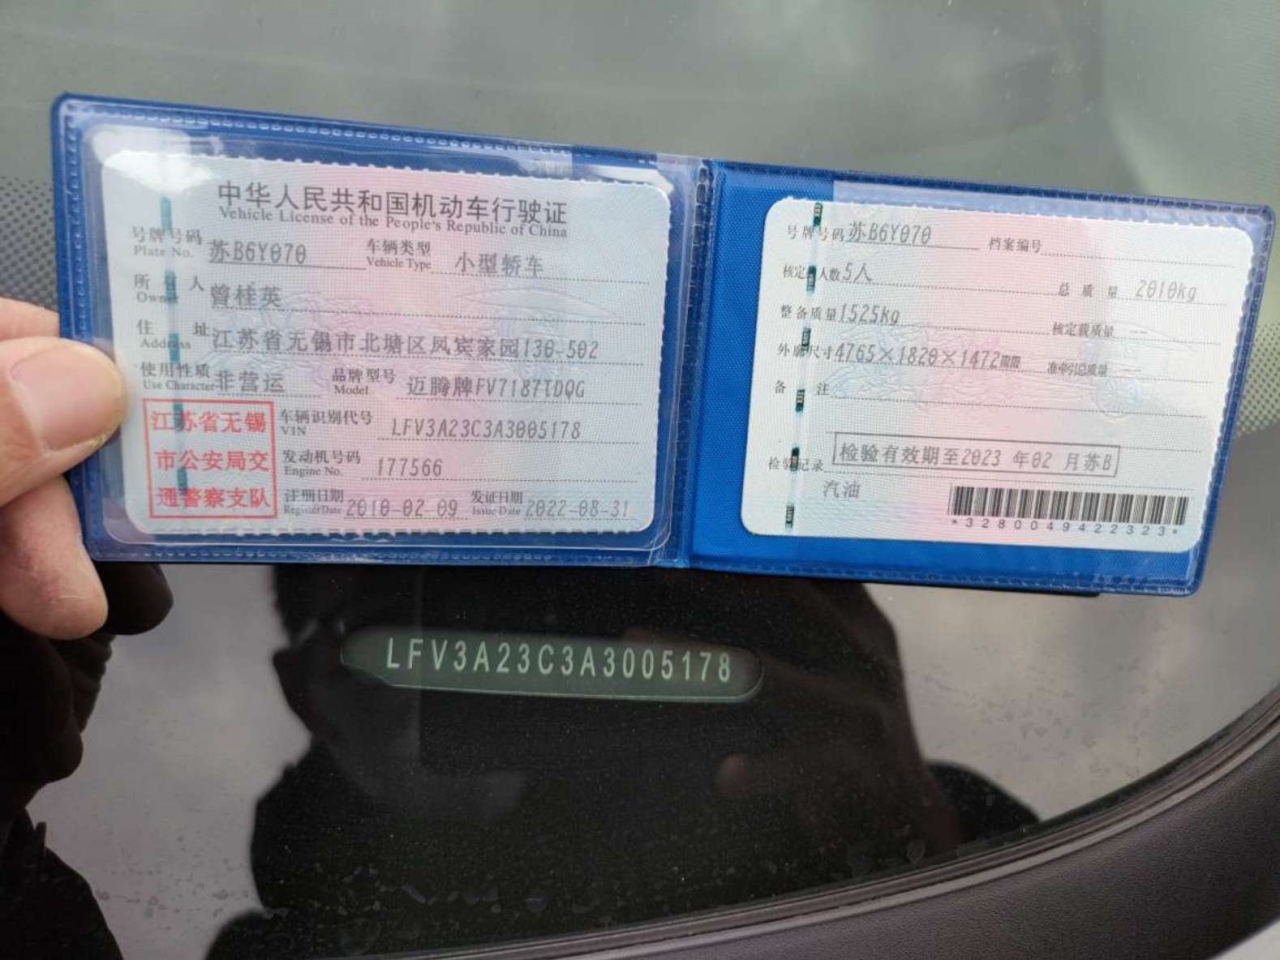 中华人民共和国机动车行驶证
Vehicle License of the People's Republic of China
号牌号码 苏B6Y070 车辆类型 小型轿车
Plate No. Vehicle Type
所有人 曾桂英
Owner
住址 江苏省无锡市北塘区凤宾家园130-502
Address
使用性质 非营运 品牌型号 迈腾牌FV7187TDQG
Use Character Model
江苏省无锡
市公安局交
通警察支队
车辆识别代号 LFV3A23C3A3005178
VIN
发动机号码 177566
Engine No.
注册日期 2010-02-09 发证日期 2022-08-31
Register Date Issue Date
号牌号码 苏B6Y070 档案编号
核定人数 5人 总质量 2010kg
整备质量 1525kg 核定载质量 --
外廓尺寸 4765×1820×1472mm 准牵引总质量 --
备注
检验记录 检验有效期至2023年02月苏B
汽油
*3280049422323*
LFV3A23C3A3005178